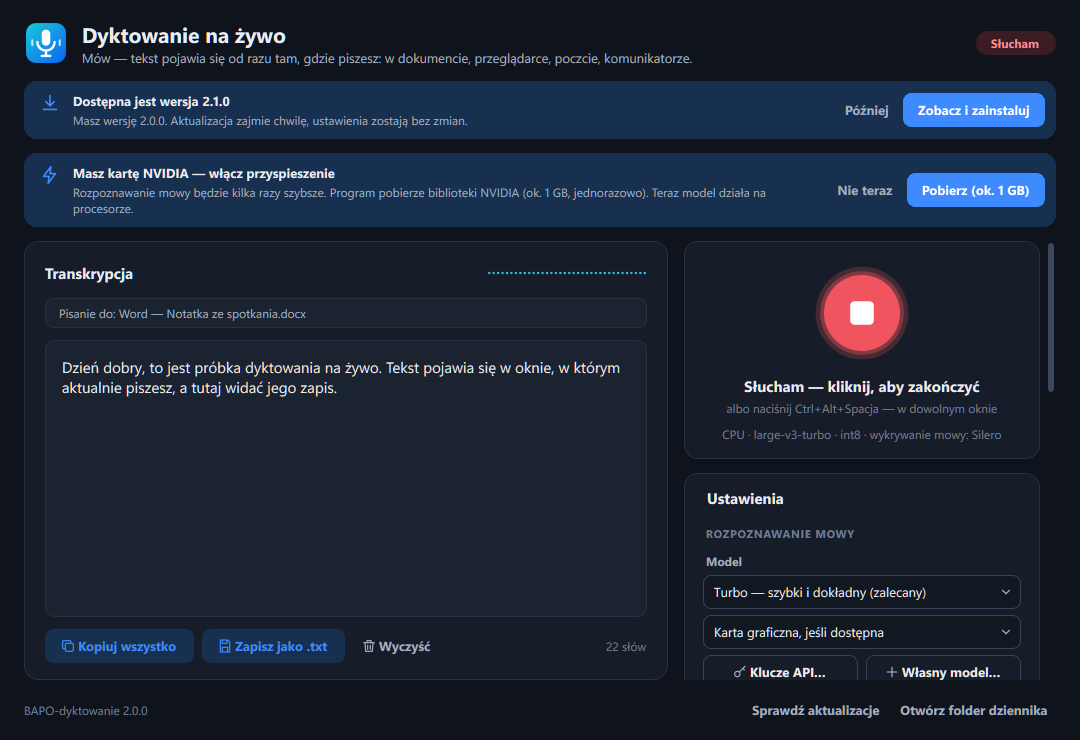 Dyktowanie na żywo
Mów — tekst pojawia się od razu tam, gdzie piszesz: w dokumencie, przeglądarce, poczcie, komunikatorze.
Słucham
Dostępna jest wersja 2.1.0
Masz wersję 2.0.0. Aktualizacja zajmie chwilę, ustawienia zostają bez zmian.
Później
Zobacz i zainstaluj
Masz kartę NVIDIA — włącz przyspieszenie
Rozpoznawanie mowy będzie kilka razy szybsze. Program pobierze biblioteki NVIDIA (ok. 1 GB, jednorazowo). Teraz model działa na
procesorze.
Nie teraz
Pobierz (ok. 1 GB)
Transkrypcja
Pisanie do: Word — Notatka ze spotkania.docx
Dzień dobry, to jest próbka dyktowania na żywo. Tekst pojawia się w oknie, w którym
aktualnie piszesz, a tutaj widać jego zapis.
Kopiuj wszystko
Zapisz jako .txt
Wyczyść
22 słów
Słucham — kliknij, aby zakończyć
albo naciśnij Ctrl+Alt+Spacja — w dowolnym oknie
CPU · large-v3-turbo · int8 · wykrywanie mowy: Silero
Ustawienia
ROZPOZNAWANIE MOWY
Model
Turbo — szybki i dokładny (zalecany)
Karta graficzna, jeśli dostępna
Klucze API...
Własny model...
BAPO-dyktowanie 2.0.0
Sprawdź aktualizacje
Otwórz folder dziennika